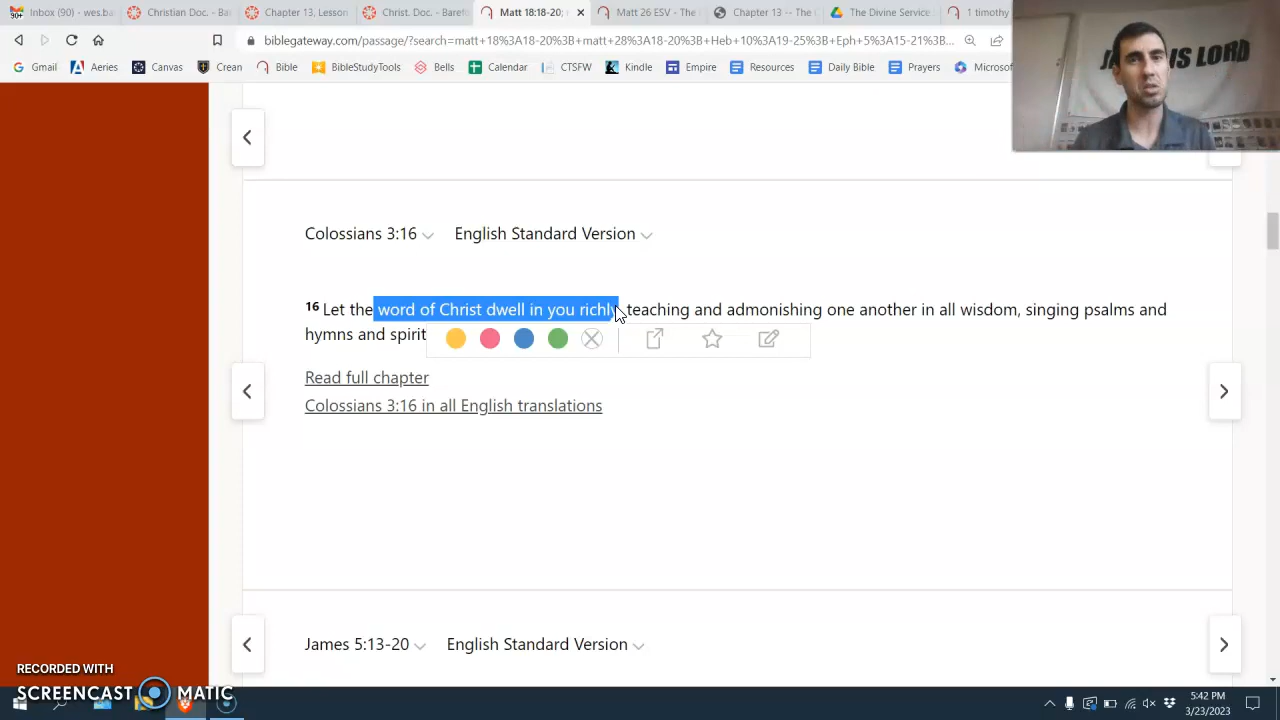 Inbox (90) - wes.ba
Christian Doc. - Ba
Chapter 13, Lesson
Christ. Doc. - Baref
Matt 18:18-20;
Matt 26 ESV - The
Chapter 13 -- The
The Divine Service
1 timothy
biblegateway.com/passage/?search=matt+18%3A18-20%3B+matt+28%3A18-20+Heb+10%3A19-25%3B+Eph+5%3A15-21%3B...
Gmail
Aeries
Canvas
Crean
Bible
BibleStudyTools
S
Calendar
CTSFW
Kickle
Empire
Daily Bible
Prayers
Microsof
IS LORD
Colossians 3:16
English Standard Version
16 Let the word of Christ dwell in you richly, teaching and admonishing one another in all wisdom, singing psalms and
hymns and spirit
Read full chapter
Colossians 3:16 in all English translations
James 5:13-20
English Standard Version
RECORDED WITH
SCREENCAST MATIC
5:42 PM
3/23/2023